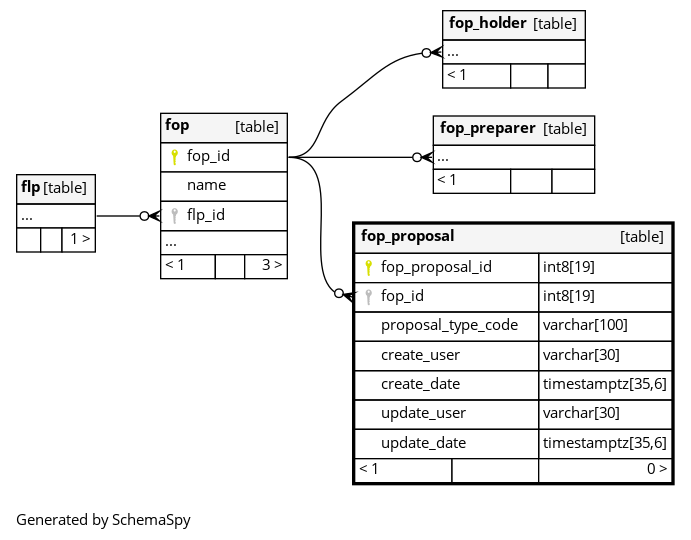 fop_holder [table]
...
< 1
fop [table]
fop_id
name
flp_id
...
< 1 3 >
fop_preparer [table]
...
< 1
flp [table]
...
1 >
fop_proposal [table]
fop_proposal_id int8[19]
fop_id int8[19]
proposal_type_code varchar[100]
create_user varchar[30]
create_date timestamptz[35,6]
update_user varchar[30]
update_date timestamptz[35,6]
< 1 0 >
Generated by SchemaSpy